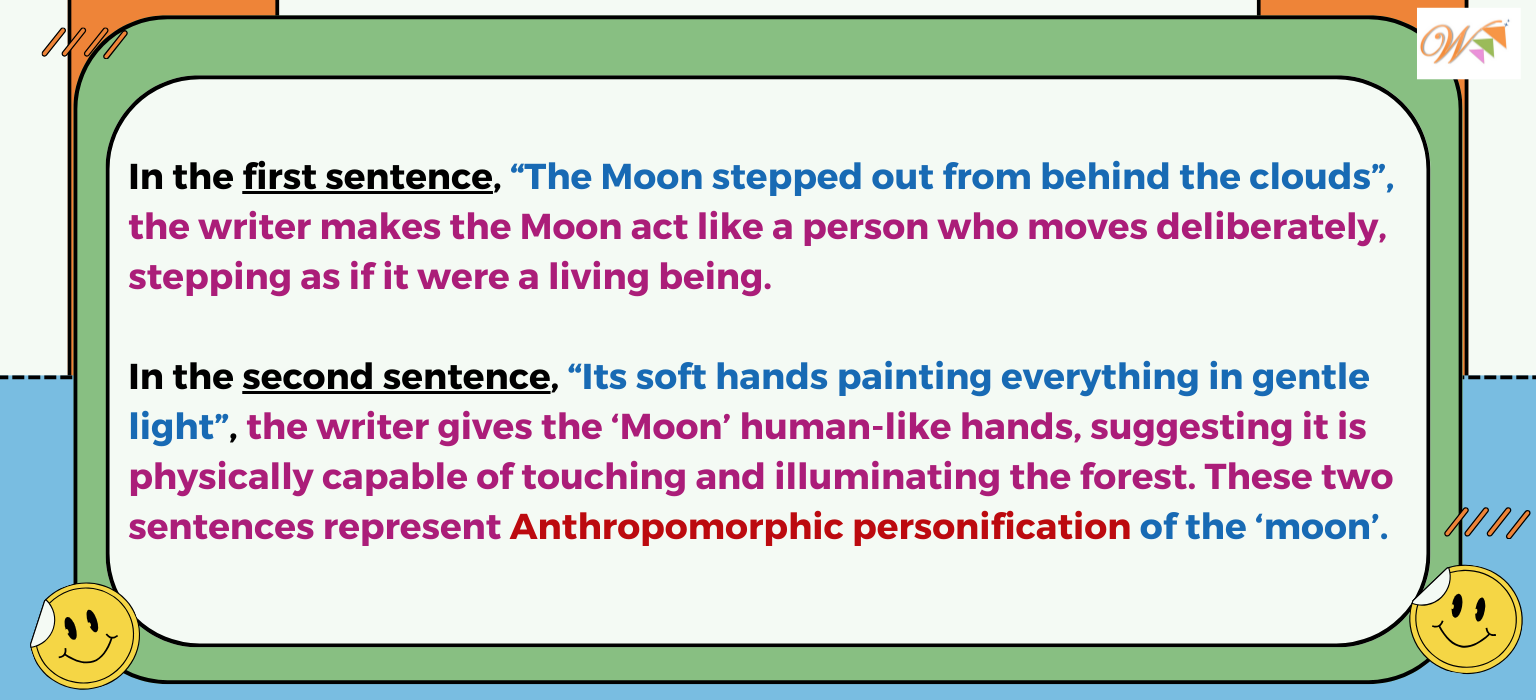 W
In the first sentence, “The Moon stepped out from behind the clouds”,
the writer makes the Moon act like a person who moves deliberately,
stepping as if it were a living being.
In the second sentence, “Its soft hands painting everything in gentle
light”, the writer gives the ‘Moon’ human-like hands, suggesting it is
physically capable of touching and illuminating the forest. These two
sentences represent Anthropomorphic personification of the ‘moon’.